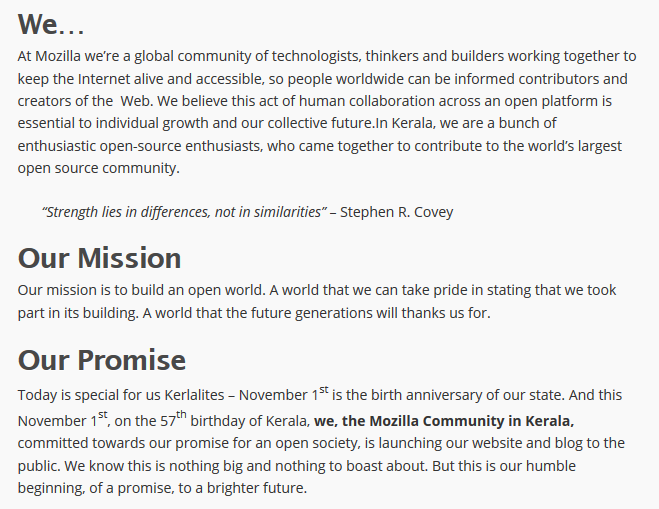 We…
At Mozilla we’re a global community of technologists, thinkers and builders working together to
keep the Internet alive and accessible, so people worldwide can be informed contributors and
creators of the  Web. We believe this act of human collaboration across an open platform is
essential to individual growth and our collective future.In Kerala, we are a bunch of
enthusiastic open-source enthusiasts, who came together to contribute to the world’s largest
open source community.
“Strength lies in differences, not in similarities” – Stephen R. Covey
Our Mission
Our mission is to build an open world. A world that we can take pride in stating that we took
part in its building. A world that the future generations will thanks us for.
Our Promise
Today is special for us Kerlalites – November 1st is the birth anniversary of our state. And this
November 1st, on the 57th birthday of Kerala, we, the Mozilla Community in Kerala,
committed towards our promise for an open society, is launching our website and blog to the
public. We know this is nothing big and nothing to boast about. But this is our humble
beginning, of a promise, to a brighter future.